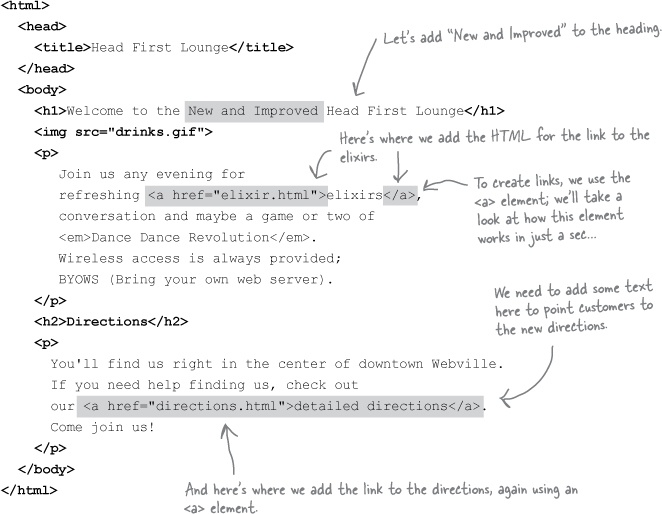 <html>
<head>
<title>Head First Lounge</title>
Let's add "New and Improved" to the heading.
</head>
<body>
<h1>Welcome to the New and Improved Head First Lounge</h1>
<img src="drinks.gif">
Here's where we add the HTML for the link to the
elixirs.
<p>
Join us any evening for
refreshing <a href="elixir.html">elixirs</a>,
conversation and maybe a game or two of
<em>Dance Dance Revolution</em>.
Wireless access is always provided;
BYOWS (Bring your own web server).
To create links, we use the
<a> element; we'll take a
look at how this element
works in just a sec...
</p>
<h2>Directions</h2>
<p>
We need to add some text
here to point customers to
the new directions.
You'll find us right in the center of downtown Webville.
If you need help finding us, check out
our <a href="directions.html">detailed directions</a>.
Come join us!
</p>
</body>
</html>
And here's where we add the link to the directions, again using an
<a> element.